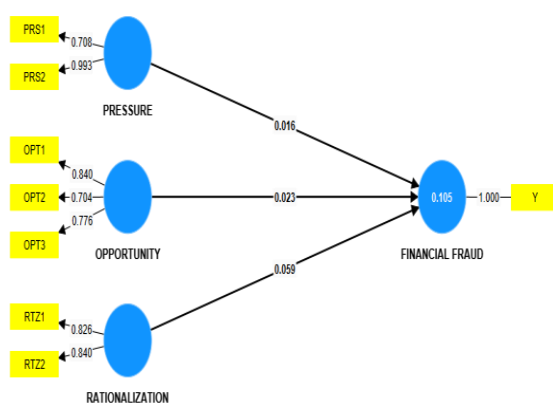 PRS1
0.708
PRS2
0.993
PRESSURE
0.016
OPT1
0.840
OPT2
0.704
OPT3
0.776
OPPORTUNITY
0.023
0.105
1.000
Y
FINANCIAL FRAUD
0.059
RTZ1
0.826
RTZ2
0.840
RATIONALIZATION